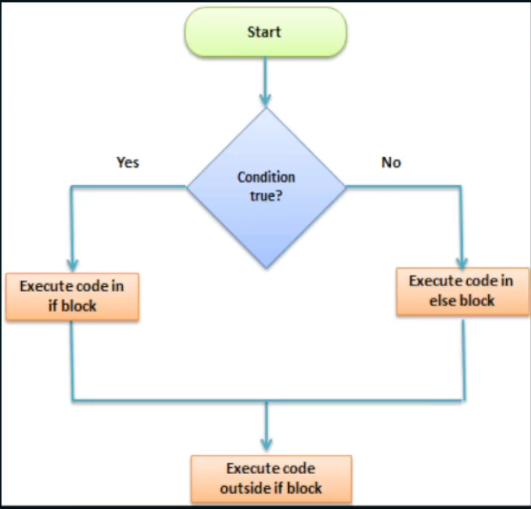 Start
Condition
true?
Yes
No
Execute code in
if block
Execute code in
else block
Execute code
outside if block